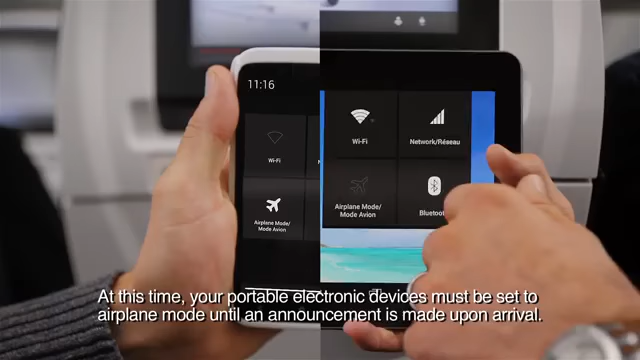 11:16
Wi-Fi
Airplane Mode/
Mode Avion
Wi-Fi
Network/Réseau
Airplane Mode/
Mode Avion
Bluetoo
At this time, your portable electronic devices must be set to
airplane mode until an announcement is made upon arrival.